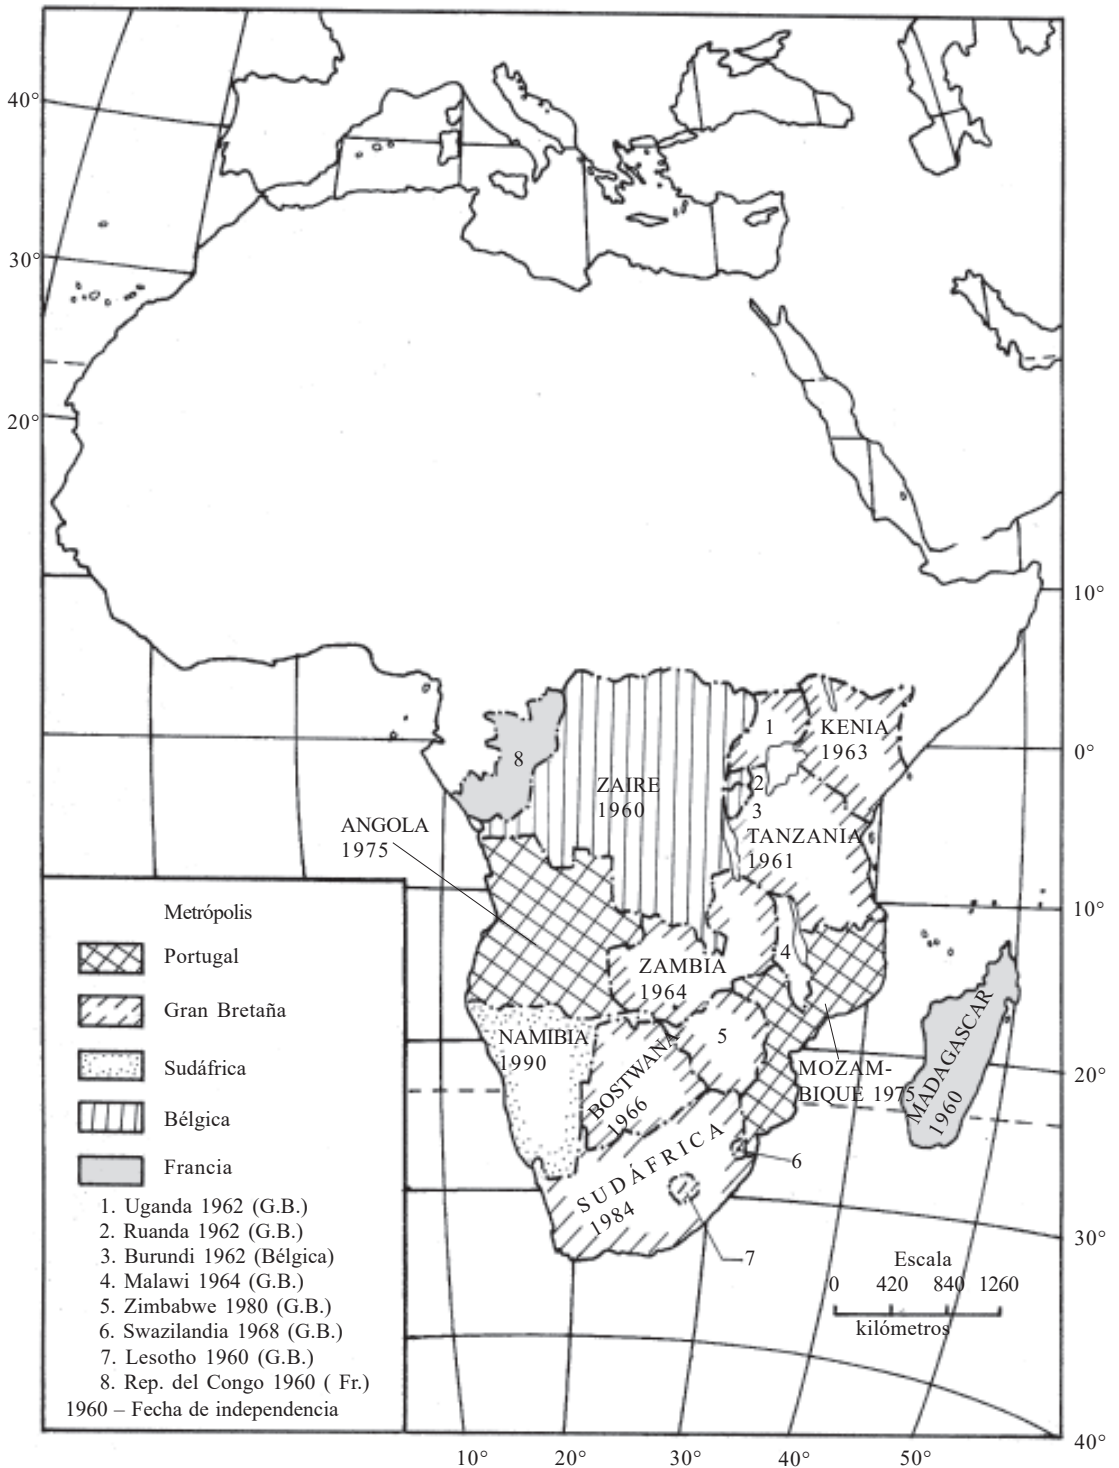 40°
30°
20°
10°
0°
10°
20°
30°
40°
10°
20°
30°
40°
50°
1
KENIA
1963
8
2
ZAIRE
1960
3
ANGOLA
1975
TANZANIA
1961
4
ZAMBIA
1964
5
NAMIBIA
1990
BOSTWANA
1966
MOZAM-
BIQUE 1975
MADAGASCAR
1960
SUDÁFRICA
1984
6
7
Metrópolis
Portugal
Gran Bretaña
Sudáfrica
Bélgica
Francia
1. Uganda 1962 (G.B.)
2. Ruanda 1962 (G.B.)
3. Burundi 1962 (Bélgica)
4. Malawi 1964 (G.B.)
5. Zimbabwe 1980 (G.B.)
6. Swazilandia 1968 (G.B.)
7. Lesotho 1960 (G.B.)
8. Rep. del Congo 1960 ( Fr.)
1960 – Fecha de independencia
Escala
0 420 840 1260
kilómetros